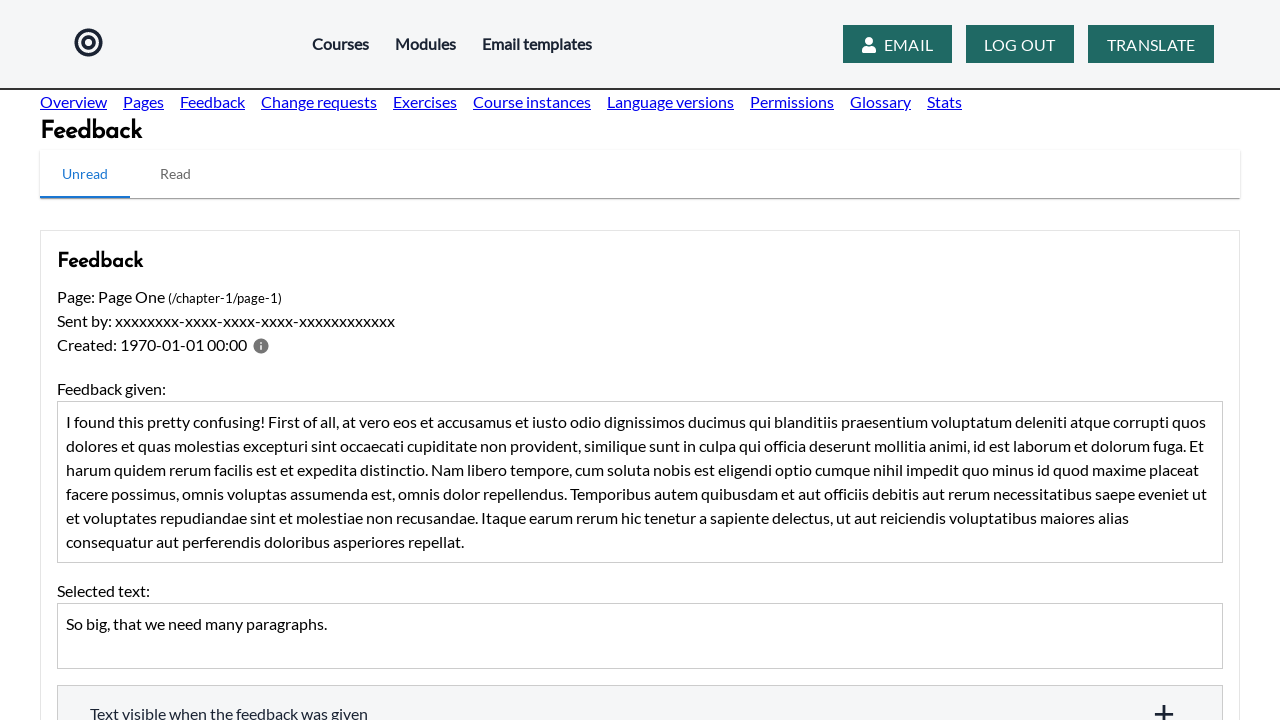 Courses Modules Email templates EMAIL LOG OUT TRANSLATE
Overview Pages Feedback Change requests Exercises Course instances Language versions Permissions Glossary Stats
Feedback
Unread Read
Feedback
Page: Page One (/chapter-1/page-1)
Sent by: xxxxxxxx-xxxx-xxxx-xxxx-xxxxxxxxxxxx
Created: 1970-01-01 00:00
Feedback given:
I found this pretty confusing! First of all, at vero eos et accusamus et iusto odio dignissimos ducimus qui blanditiis praesentium voluptatum deleniti atque corrupti quos
dolores et quas molestias excepturi sint occaecati cupiditate non provident, similique sunt in culpa qui officia deserunt mollitia animi, id est laborum et dolorum fuga. Et
harum quidem rerum facilis est et expedita distinctio. Nam libero tempore, cum soluta nobis est eligendi optio cumque nihil impedit quo minus id quod maxime placeat
facere possimus, omnis voluptas assumenda est, omnis dolor repellendus. Temporibus autem quibusdam et aut officiis debitis aut rerum necessitatibus saepe eveniet ut
et voluptates repudiandae sint et molestiae non recusandae. Itaque earum rerum hic tenetur a sapiente delectus, ut aut reiciendis voluptatibus maiores alias
consequatur aut perferendis doloribus asperiores repellat.
Selected text:
So big, that we need many paragraphs.
Text visible when the feedback was given